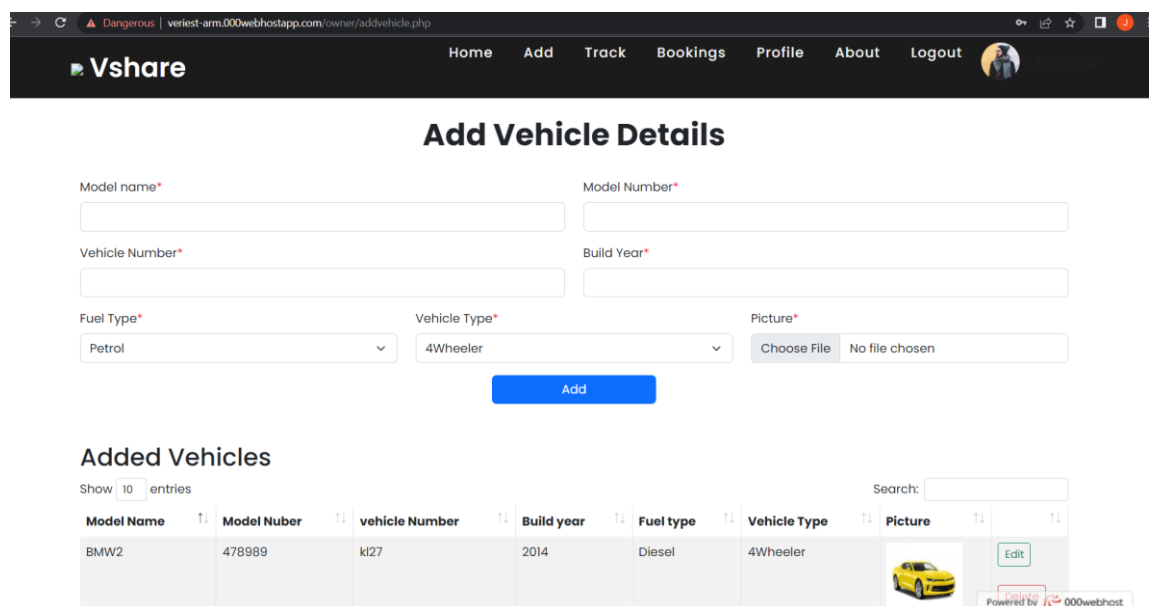 Dangerous | veriest-arm.000webhostapp.com/owner/addvehicle.php
J
Vshare
Home Add Track Bookings Profile About Logout
Add Vehicle Details
Model name* Model Number*
Vehicle Number* Build Year*
Fuel Type* Vehicle Type* Picture*
Petrol 4Wheeler Choose File No file chosen
Add
Added Vehicles
Show 10 entries Search:
Model Name Model Nuber vehicle Number Build year Fuel type Vehicle Type Picture
BMW2 478989 kl27 2014 Diesel 4Wheeler Edit
Delete
Powered by 000webhost